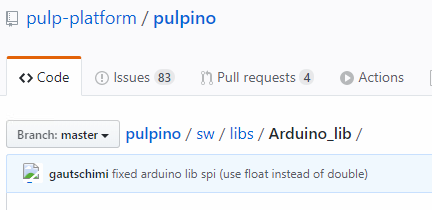 pulp-platform / pulpino
Code Issues 83 Pull requests 4 Actions
Branch: master pulpino / sw / libs / Arduino_lib /
gautschimi fixed arduino lib spi (use float instead of double)